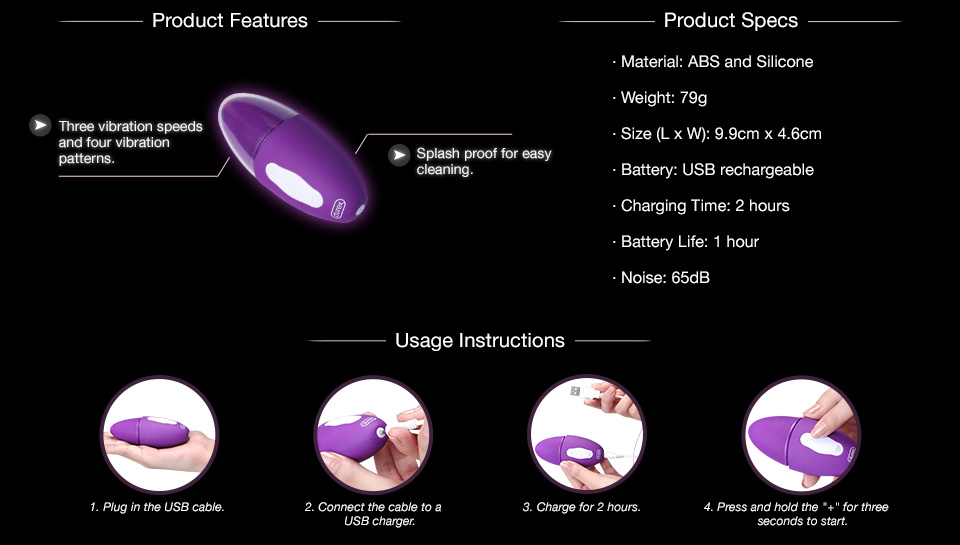 Product Features
Three vibration speeds
and four vibration
patterns.
Splash proof for easy
cleaning.
Product Specs
· Material: ABS and Silicone
· Weight: 79g
· Size (L x W): 9.9cm x 4.6cm
· Battery: USB rechargeable
· Charging Time: 2 hours
· Battery Life: 1 hour
· Noise: 65dB
Usage Instructions
1. Plug in the USB cable.
2. Connect the cable to a
USB charger.
3. Charge for 2 hours.
4. Press and hold the "+" for three
seconds to start.